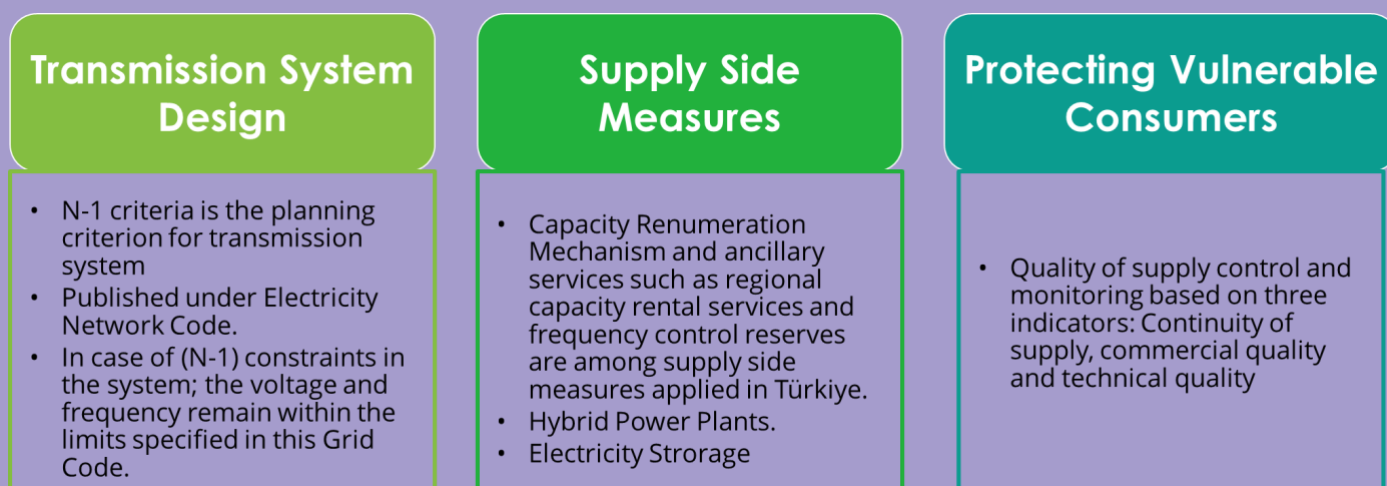 Transmission System
Design
• N-1 criteria is the planning
criterion for transmission
system
• Published under Electricity
Network Code.
• In case of (N-1) constraints in
the system; the voltage and
frequency remain within the
limits specified in this Grid
Code.
Supply Side
Measures
• Capacity Renumeration
Mechanism and ancillary
services such as regional
capacity rental services and
frequency control reserves
are among supply side
measures applied in Türkiye.
• Hybrid Power Plants.
• Electricity Strorage
Protecting Vulnerable
Consumers
• Quality of supply control and
monitoring based on three
indicators: Continuity of
supply, commercial quality
and technical quality